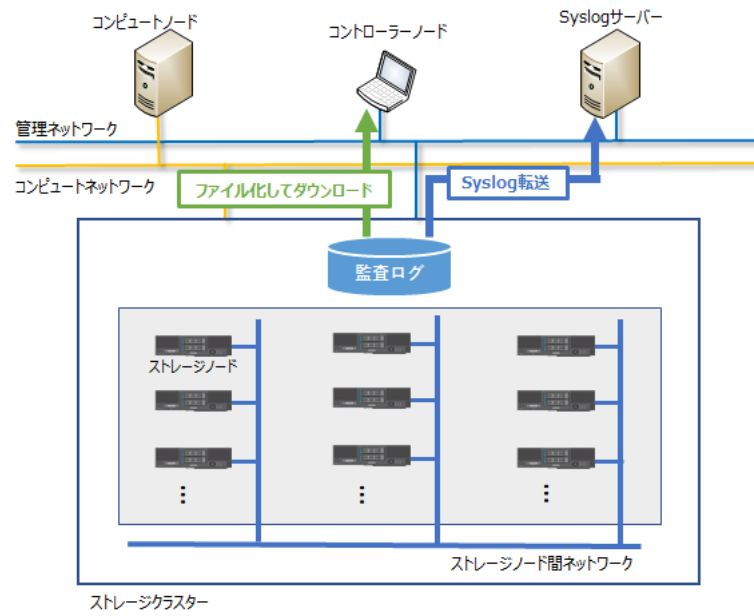 コンピュートノード
コントローラーノード
Syslogサーバー
管理ネットワーク
コンピュートネットワーク
ファイル化してダウンロード
Syslog転送
監査ログ
ストレージノード
ストレージノード間ネットワーク
ストレージクラスター